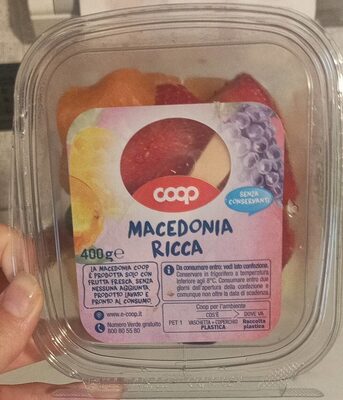 coop
SENZA
CONSERVANTI
MACEDONIA
RICCA
400g e
LA MACEDONIA COOP
È PRODOTTA SOLO CON
FRUTTA FRESCA, SENZA
NESSUNA AGGIUNTA
PRODOTTO LAVATO E
PRONTO AL CONSUMO
Da consumare entro: vedi lato confezione.
Conservare in frigorifero a temperatura
inferiore agli 8°C. Consumare entro due
giorni dall'apertura della confezione e
comunque non oltre la data di scadenza.
www.e-coop.it
Numero Verde gratuito
800 80 55 80
Coop per l'ambiente
COS'È DOVE VA
PET 1 VASCHETTA + COPERCHIO Raccolta
PLASTICA plastica